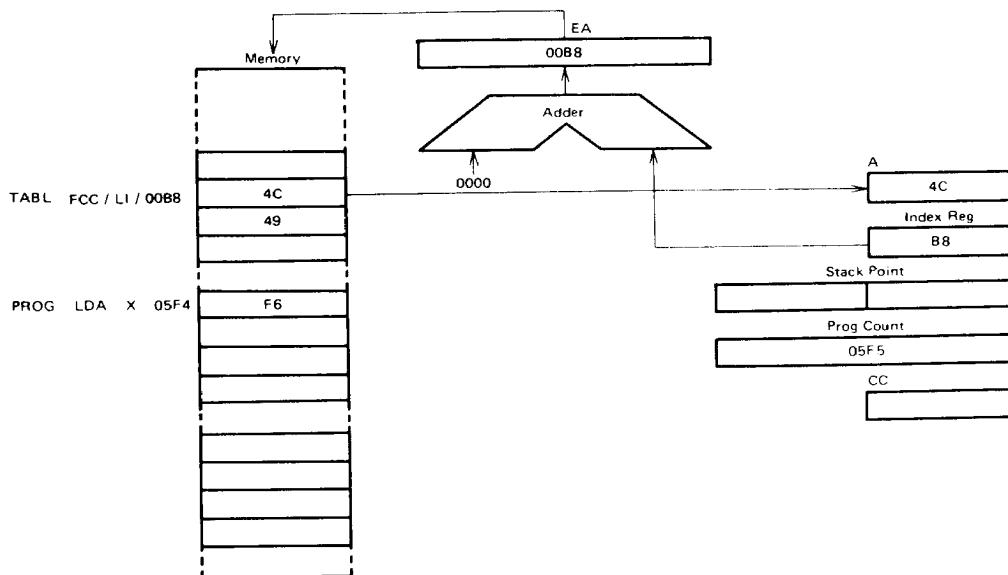 EA
00B8
Memory
Adder
A
0000
TABL FCC / LI / 00B8
4C
4C
49
Index Reg
B8
Stack Point
PROG LDA X 05F4
F6
Prog Count
05F5
CC